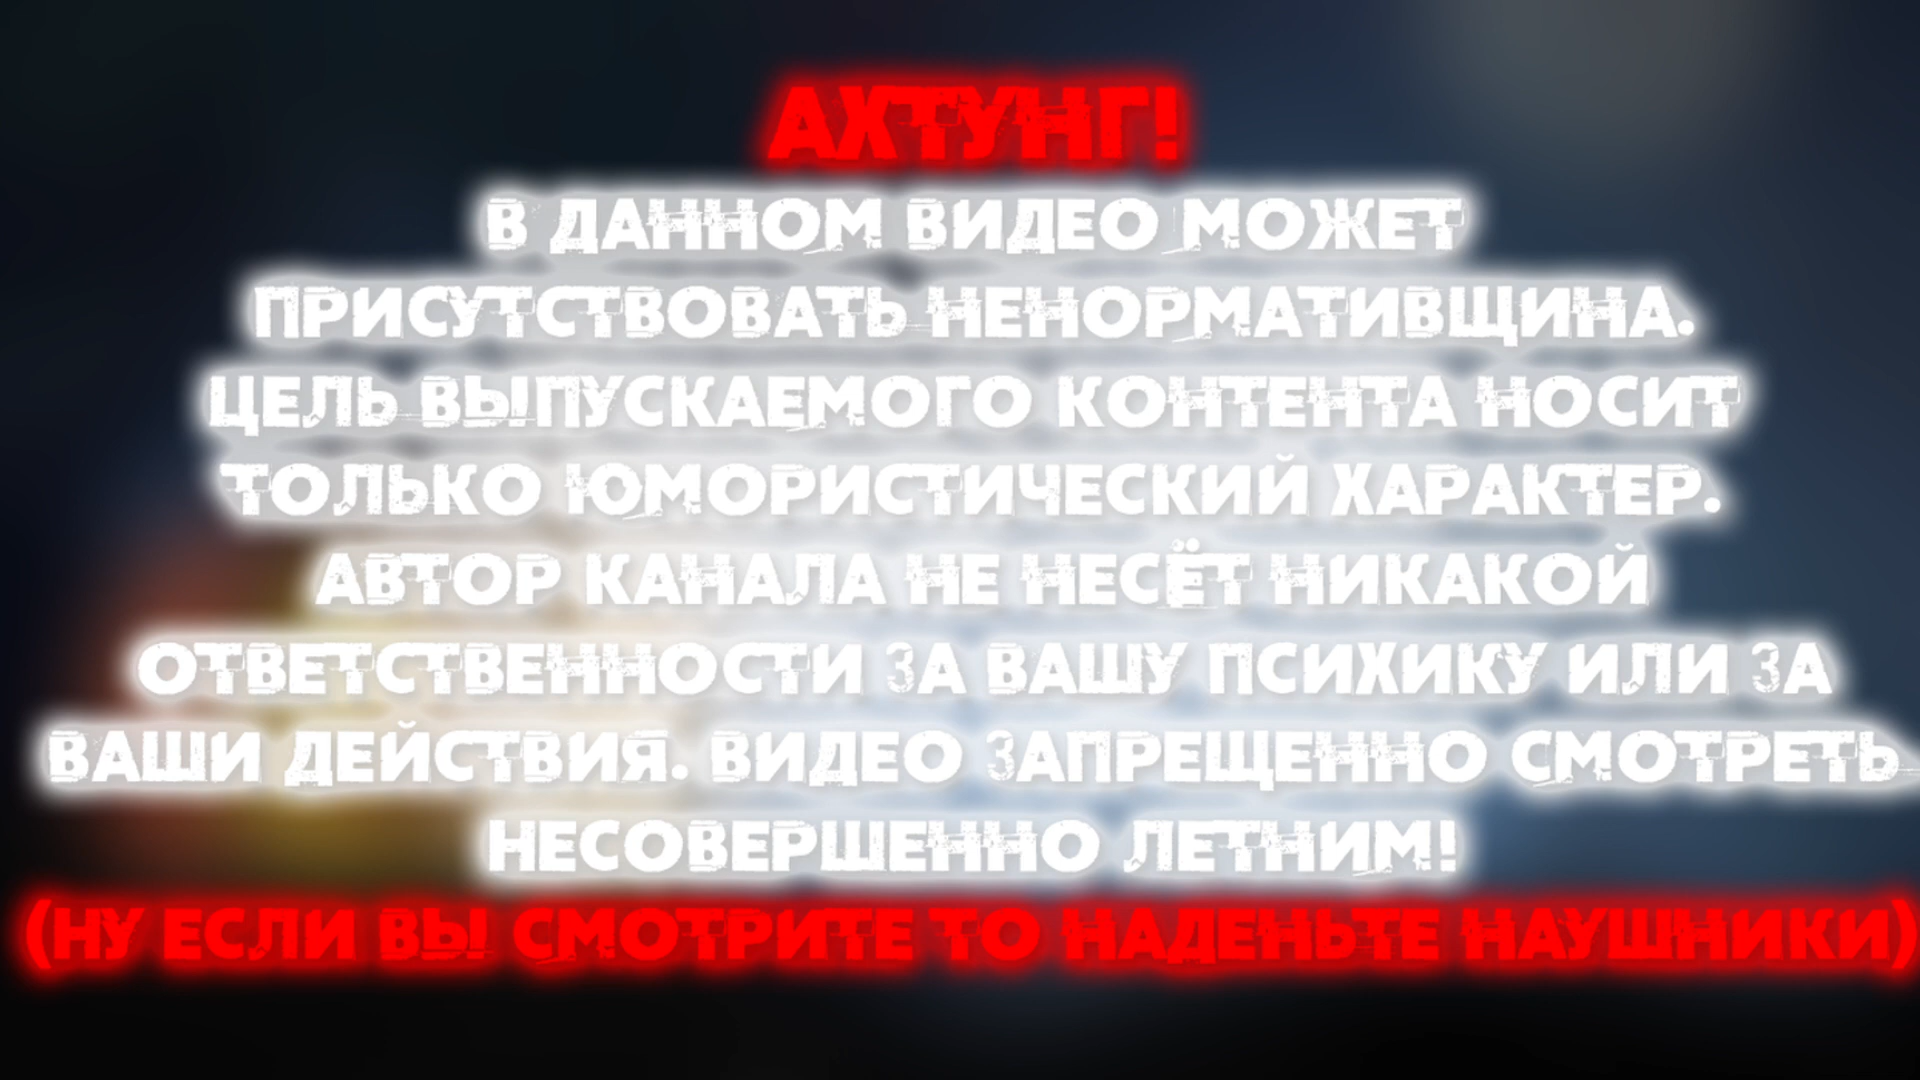 АХТУНГ!
В ДАННОМ ВИДЕО МОЖЕТ
ПРИСУТСТВОВАТЬ НЕНОРМАТИВЩИНА.
ЦЕЛЬ ВЫПУСКАЕМОГО КОНТЕНТА НОСИТ
ТОЛЬКО ЮМОРИСТИЧЕСКИЙ ХАРАКТЕР.
АВТОР КАНАЛА НЕ НЕСЁТ НИКАКОЙ
ОТВЕТСТВЕННОСТИ ЗА ВАШУ ПСИХИКУ ИЛИ ЗА
ВАШИ ДЕЙСТВИЯ. ВИДЕО ЗАПРЕЩЕННО СМОТРЕТЬ
НЕСОВЕРШЕННО ЛЕТНИМ!
(НУ ЕСЛИ ВЫ СМОТРИТЕ ТО НАДЕНЬТЕ НАУШНИКИ)